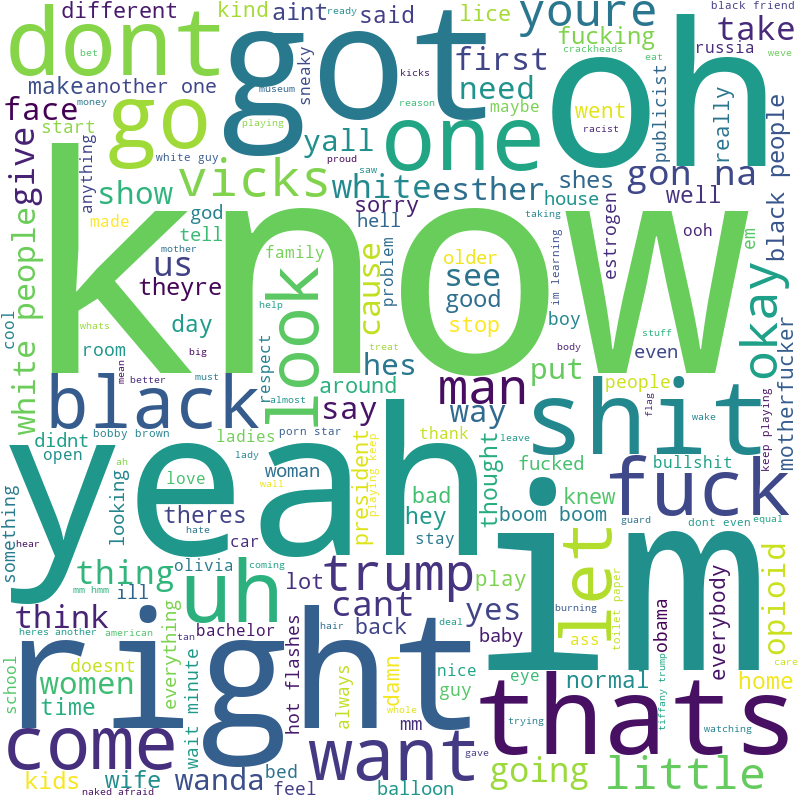 different kind aint said lice youre black friend take
dont got oh
ready bet crackheads eat weve russia
make another one sneaky fucking first
face kicks museum need maybe went publicist really
start money reason racist
go playing yall one
give anything white guy proud saw vicks white esther shes gon na well black people
show sorry house
made god hell estrogen ooh em
white people tell mother family problem older see taking im learning
us know
theyre cause good boy okay
cool whats day look help stop stuff
room big respect treat hes body even motherfucker
mean better must almost around man put people flag
black say way shit wake keep playing
didnt bobby brown ladies porn star thank leave
open ah lady president playing keep thought fucked bullshit
something looking love woman wall bad knew fuck
yeah theres hate car hey boom boom guard dont even equal
hear thing olivia coming stay im
mm hmm ill uh lot trump play let toilet paper opioid
think everything tan hair cant deal yes burning obama everybody
heres another american bachelor back baby ass care
school doesnt right hot flashes always damn nice eye normal tiffany trump home
women wait minute guy
time whole mm trying thats watching
come want gave
kids wife wanda bed feel balloon going little
naked afraid